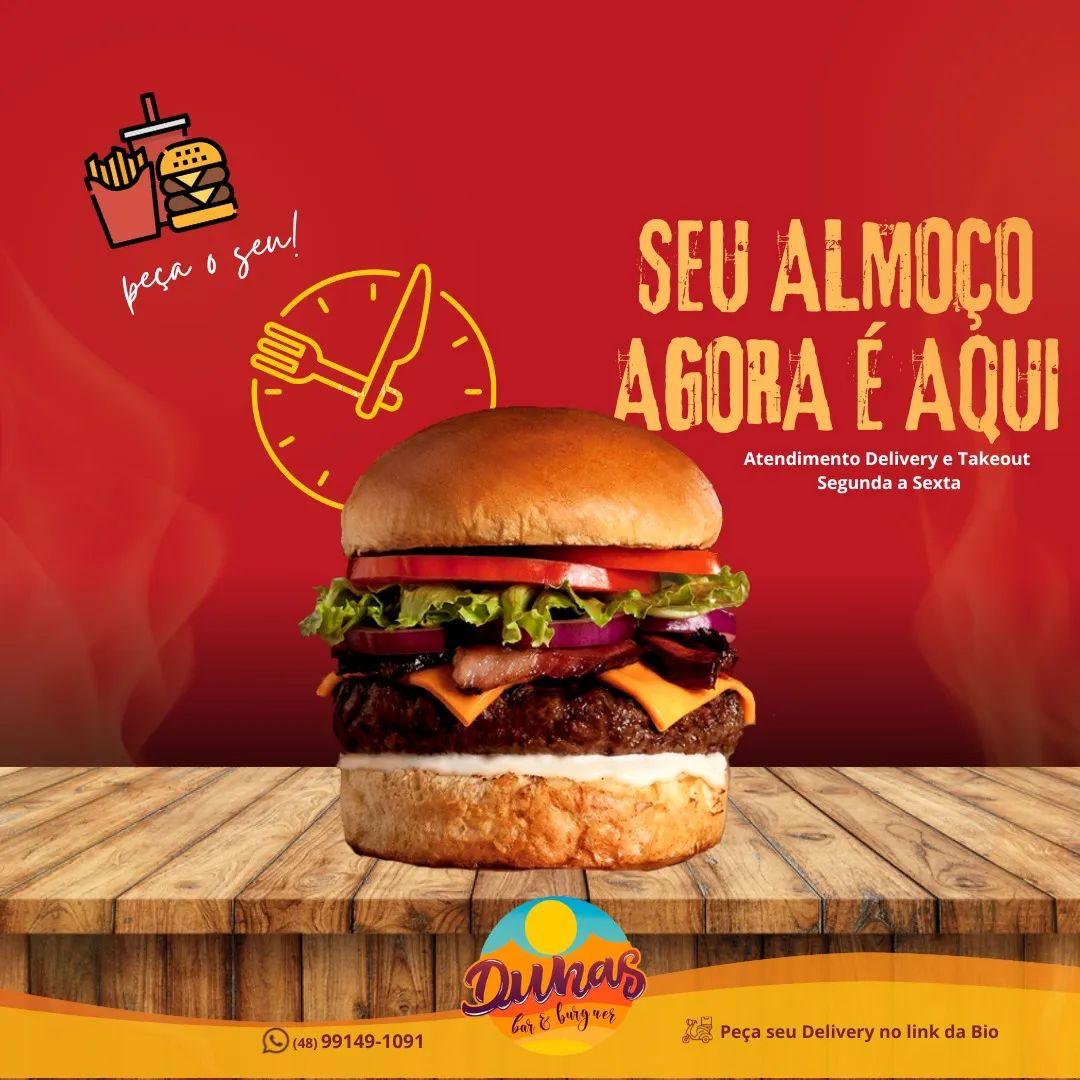 peça o seu!
SEU ALMOÇO
AGORA É AQUI
Atendimento Delivery e Takeout
Segunda a Sexta
Dunas
bar & burguer
(48) 99149-1091
Peça seu Delivery no link da Bio